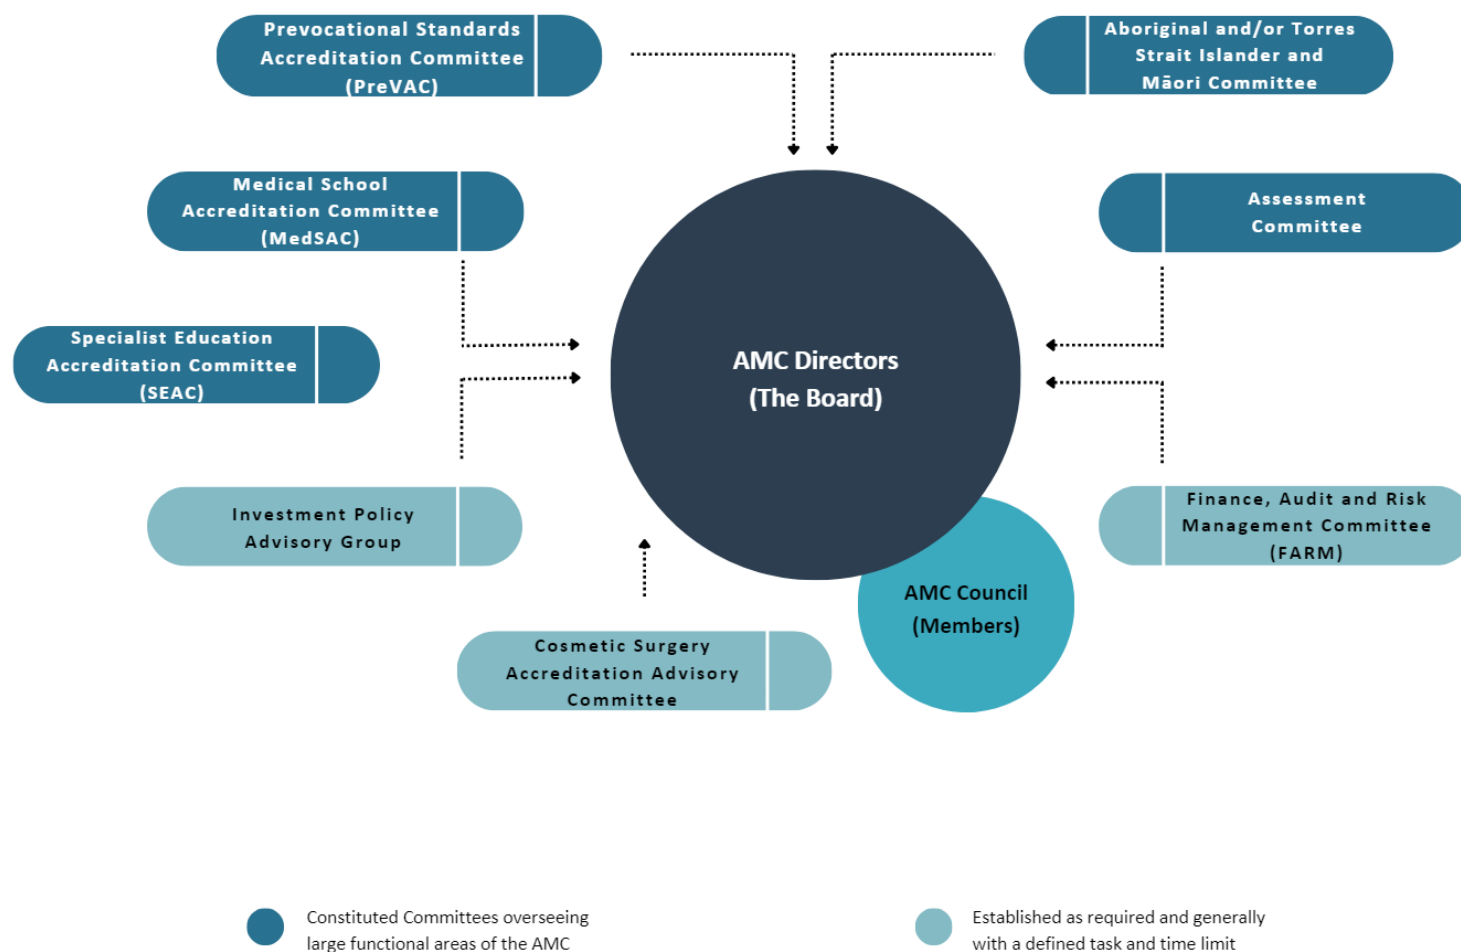 Prevocational Standards
Accreditation Committee
(PreVAC)
Aboriginal and/or Torres
Strait Islander and
Māori Committee
Medical School
Accreditation Committee
(MedSAC)
Assessment
Committee
Specialist Education
Accreditation Committee
(SEAC)
AMC Directors
(The Board)
Investment Policy
Advisory Group
Finance, Audit and Risk
Management Committee
(FARM)
AMC Council
(Members)
Cosmetic Surgery
Accreditation Advisory
Committee
Constituted Committees overseeing
large functional areas of the AMC
Established as required and generally
with a defined task and time limit